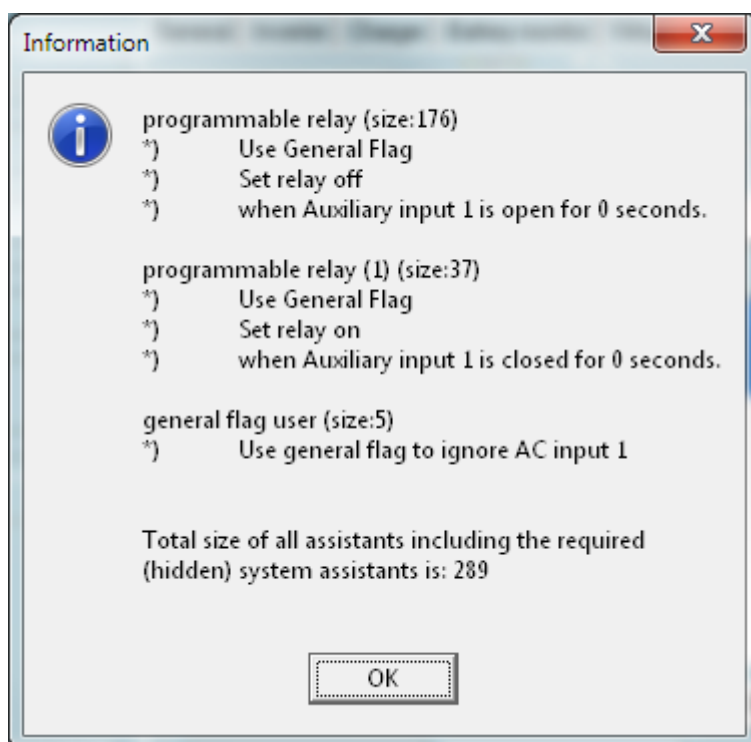 Information
programmable relay (size:176)
*) Use General Flag
*) Set relay off
*) when Auxiliary input 1 is open for 0 seconds.
programmable relay (1) (size:37)
*) Use General Flag
*) Set relay on
*) when Auxiliary input 1 is closed for 0 seconds.
general flag user (size:5)
*) Use general flag to ignore AC input 1
Total size of all assistants including the required
(hidden) system assistants is: 289
OK